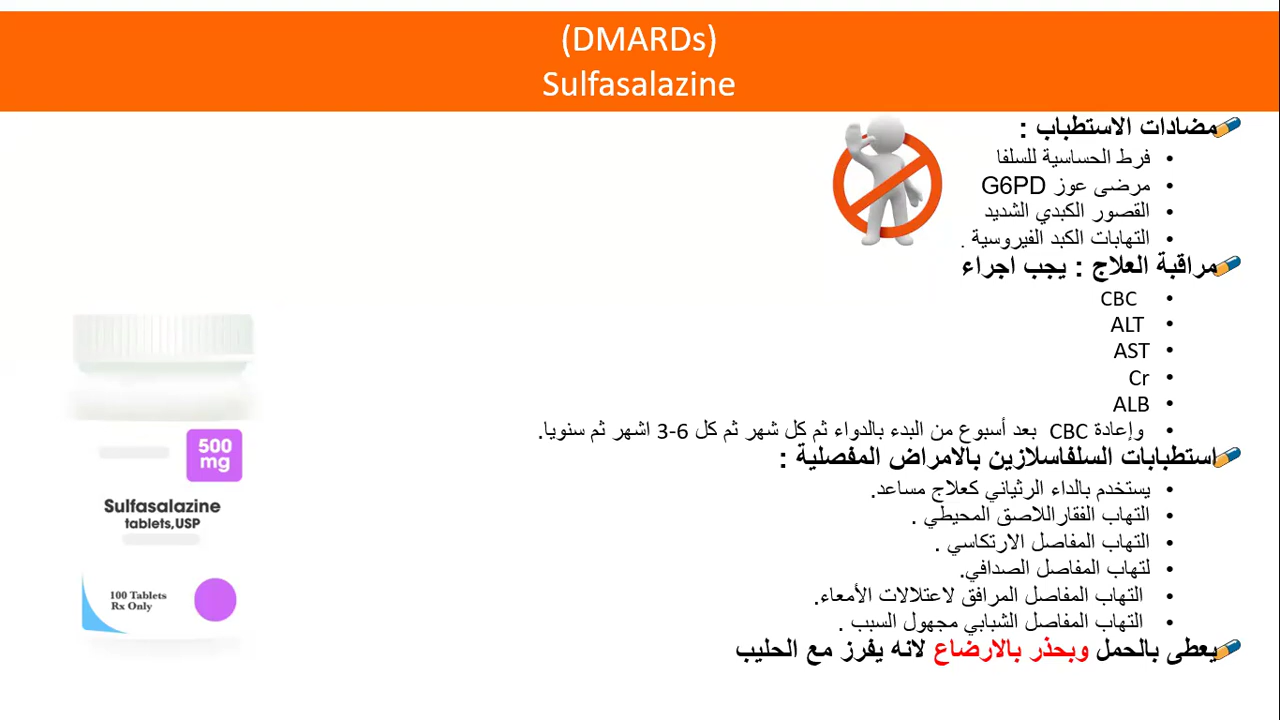 (DMARDs)
Sulfasalazine
مضادات الاستطباب :
• فرط الحساسية للسلفا
• مرضى عوز G6PD
• القصور الكبدي الشديد
• التهابات الكبد الفيروسية .
مراقبة العلاج : يجب اجراء
• CBC
• ALT
• AST
• Cr
• ALB
• وإعادة CBC بعد أسبوع من البدء بالدواء ثم كل شهر ثم كل 3-6 اشهر ثم سنويا.
استطبابات السلفاسلازين بالامراض المفصلية :
• يستخدم بالداء الرثياني كعلاج مساعد.
• التهاب الفقاراللاصق المحيطي .
• التهاب المفاصل الارتكاسي .
• لتهاب المفاصل الصدافي.
• التهاب المفاصل المرافق لاعتلالات الأمعاء.
• التهاب المفاصل الشبابي مجهول السبب .
يعطى بالحمل وبحذر بالارضاع لانه يفرز مع الحليب
500
mg
Sulfasalazine
tablets,USP
100 Tablets
Rx Only